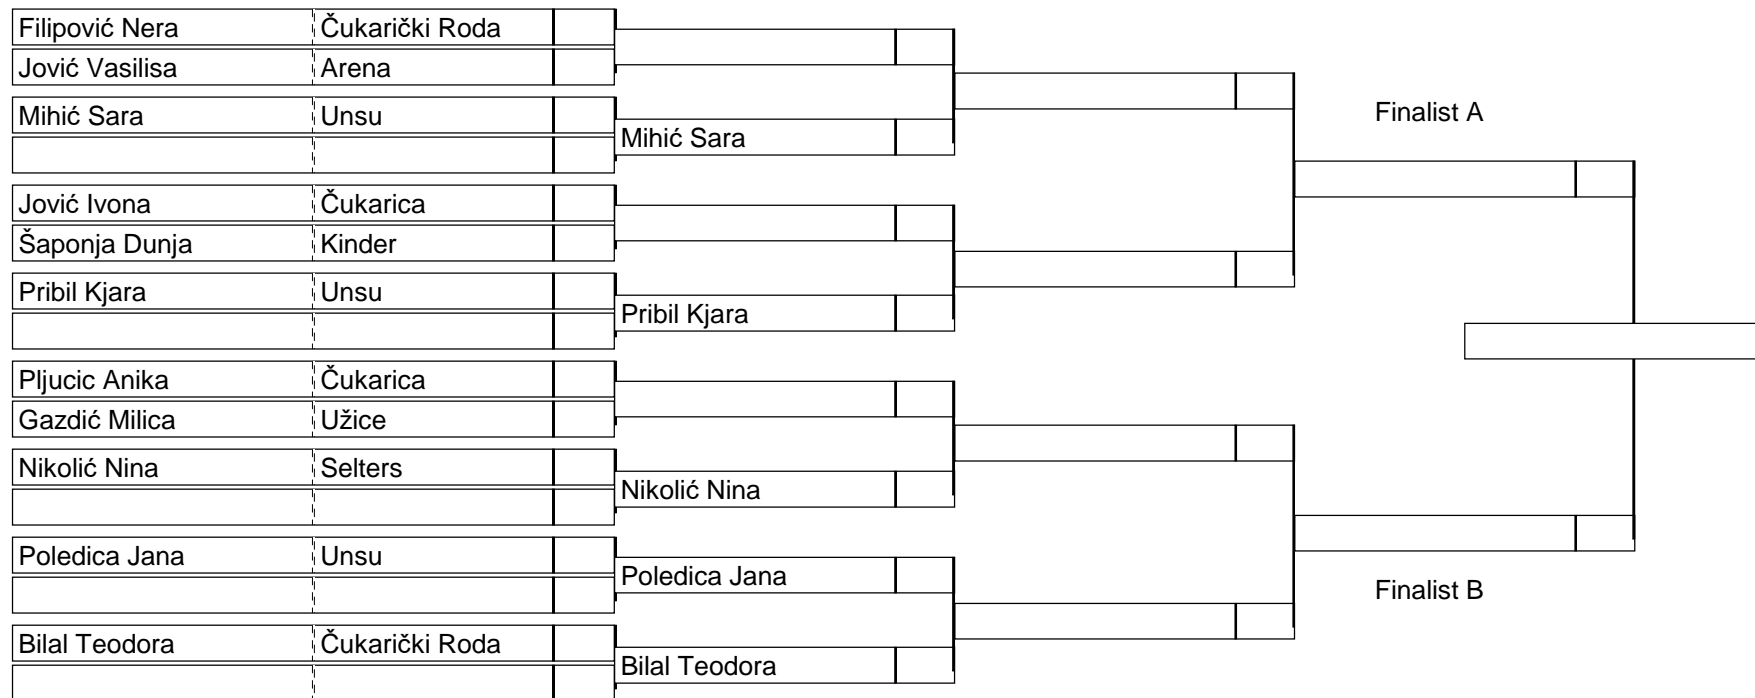 Filipović Nera Čukarički Roda
Jović Vasilisa Arena
Mihić Sara Unsu
Mihić Sara
Jović Ivona Čukarica
Šaponja Dunja Kinder
Pribil Kjara Unsu
Pribil Kjara
Pljucic Anika Čukarica
Gazdić Milica Užice
Nikolić Nina Selters
Nikolić Nina
Poledica Jana Unsu
Poledica Jana
Bilal Teodora Čukarički Roda
Bilal Teodora
Finalist A
Finalist B